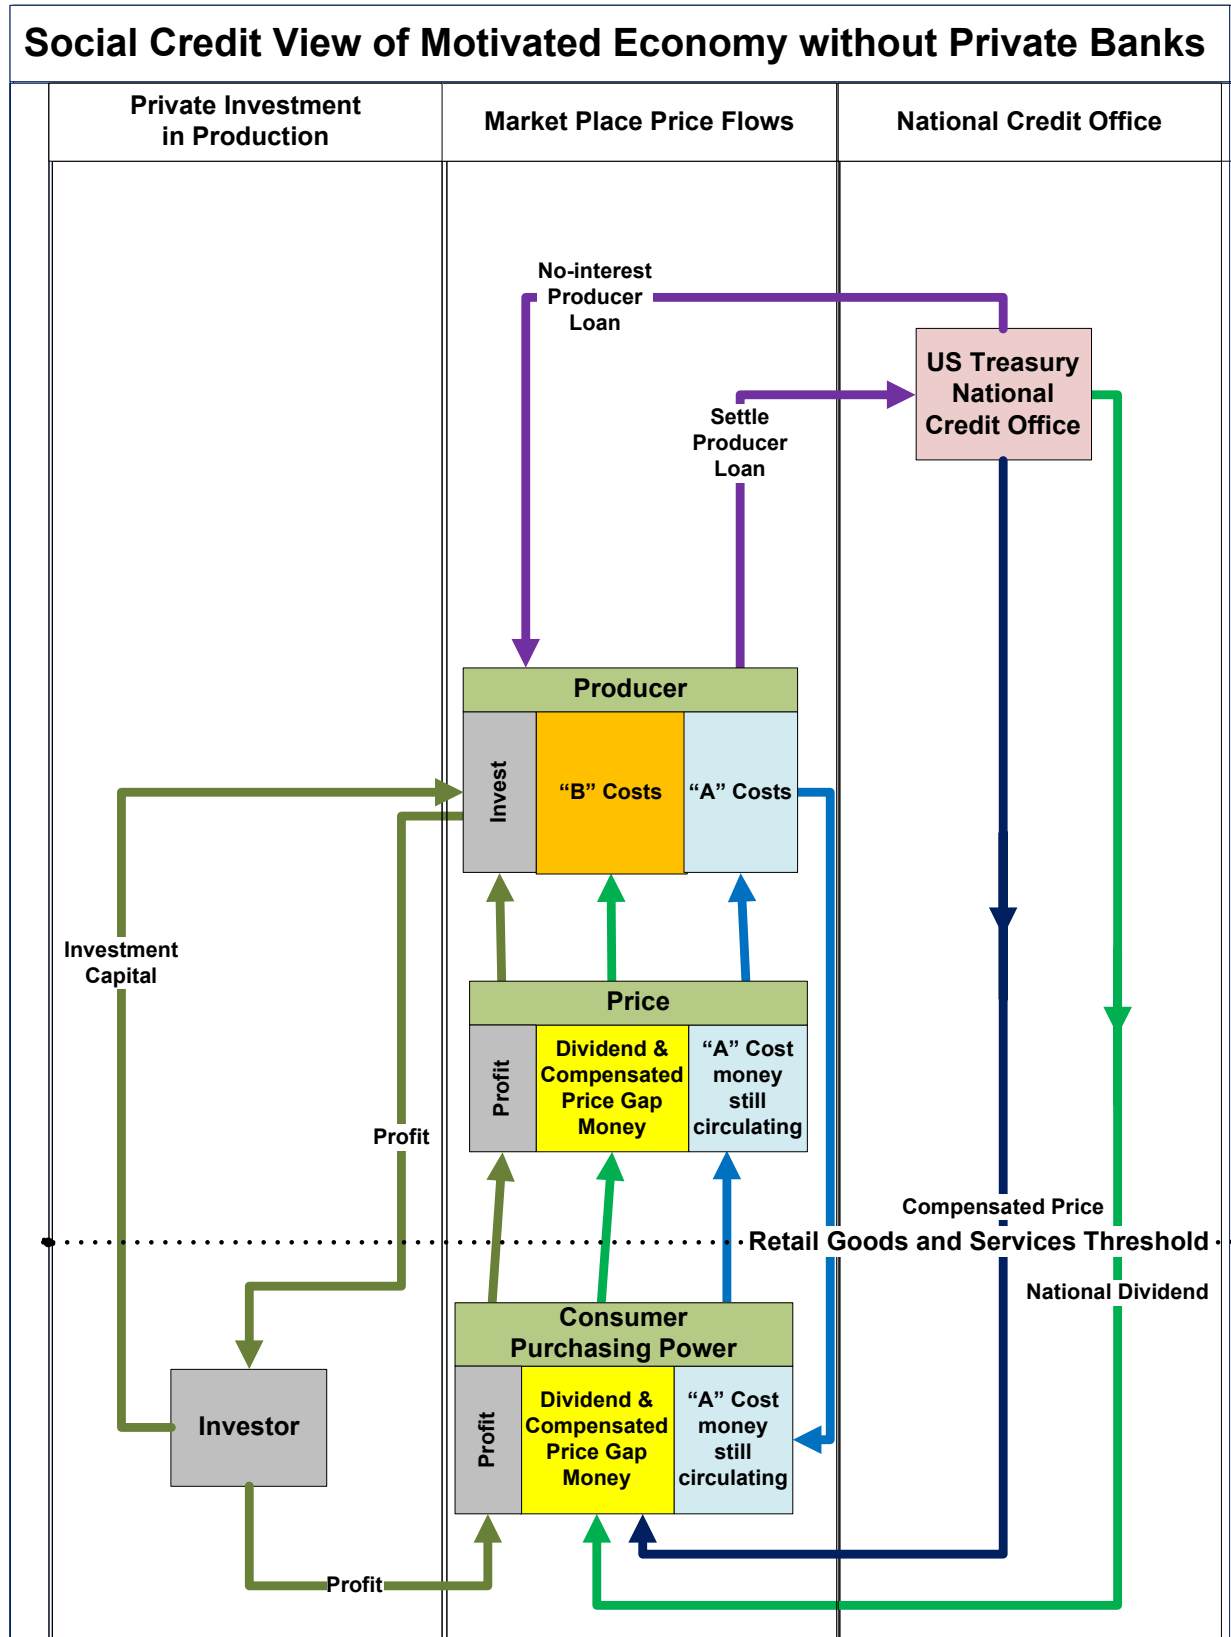 Social Credit View of Motivated Economy without Private Banks
Private Investment
in Production
Market Place Price Flows
National Credit Office
No-interest
Producer
Loan
US Treasury
National
Credit Office
Settle
Producer
Loan
Producer
Invest
“B” Costs
“A” Costs
Investment
Capital
Price
Profit
Dividend &
Compensated
Price Gap
Money
“A” Cost
money
still
circulating
Profit
Compensated Price
Retail Goods and Services Threshold
National Dividend
Consumer
Purchasing Power
Investor
Profit
Dividend &
Compensated
Price Gap
Money
“A” Cost
money
still
circulating
Profit